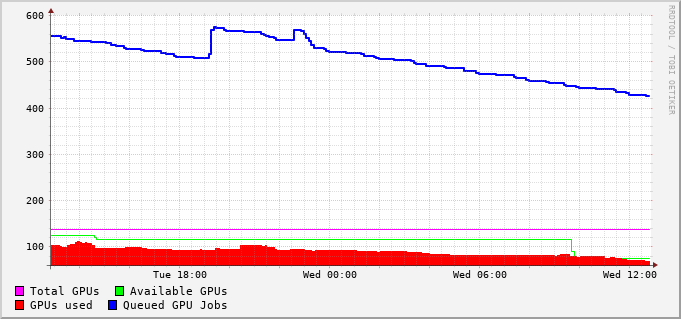 600
500
400
300
200
100
Tue 18:00 Wed 00:00 Wed 06:00 Wed 12:00
Total GPUs Available GPUs
GPUs used Queued GPU Jobs
RRDTOOL / TOBI OETIKER